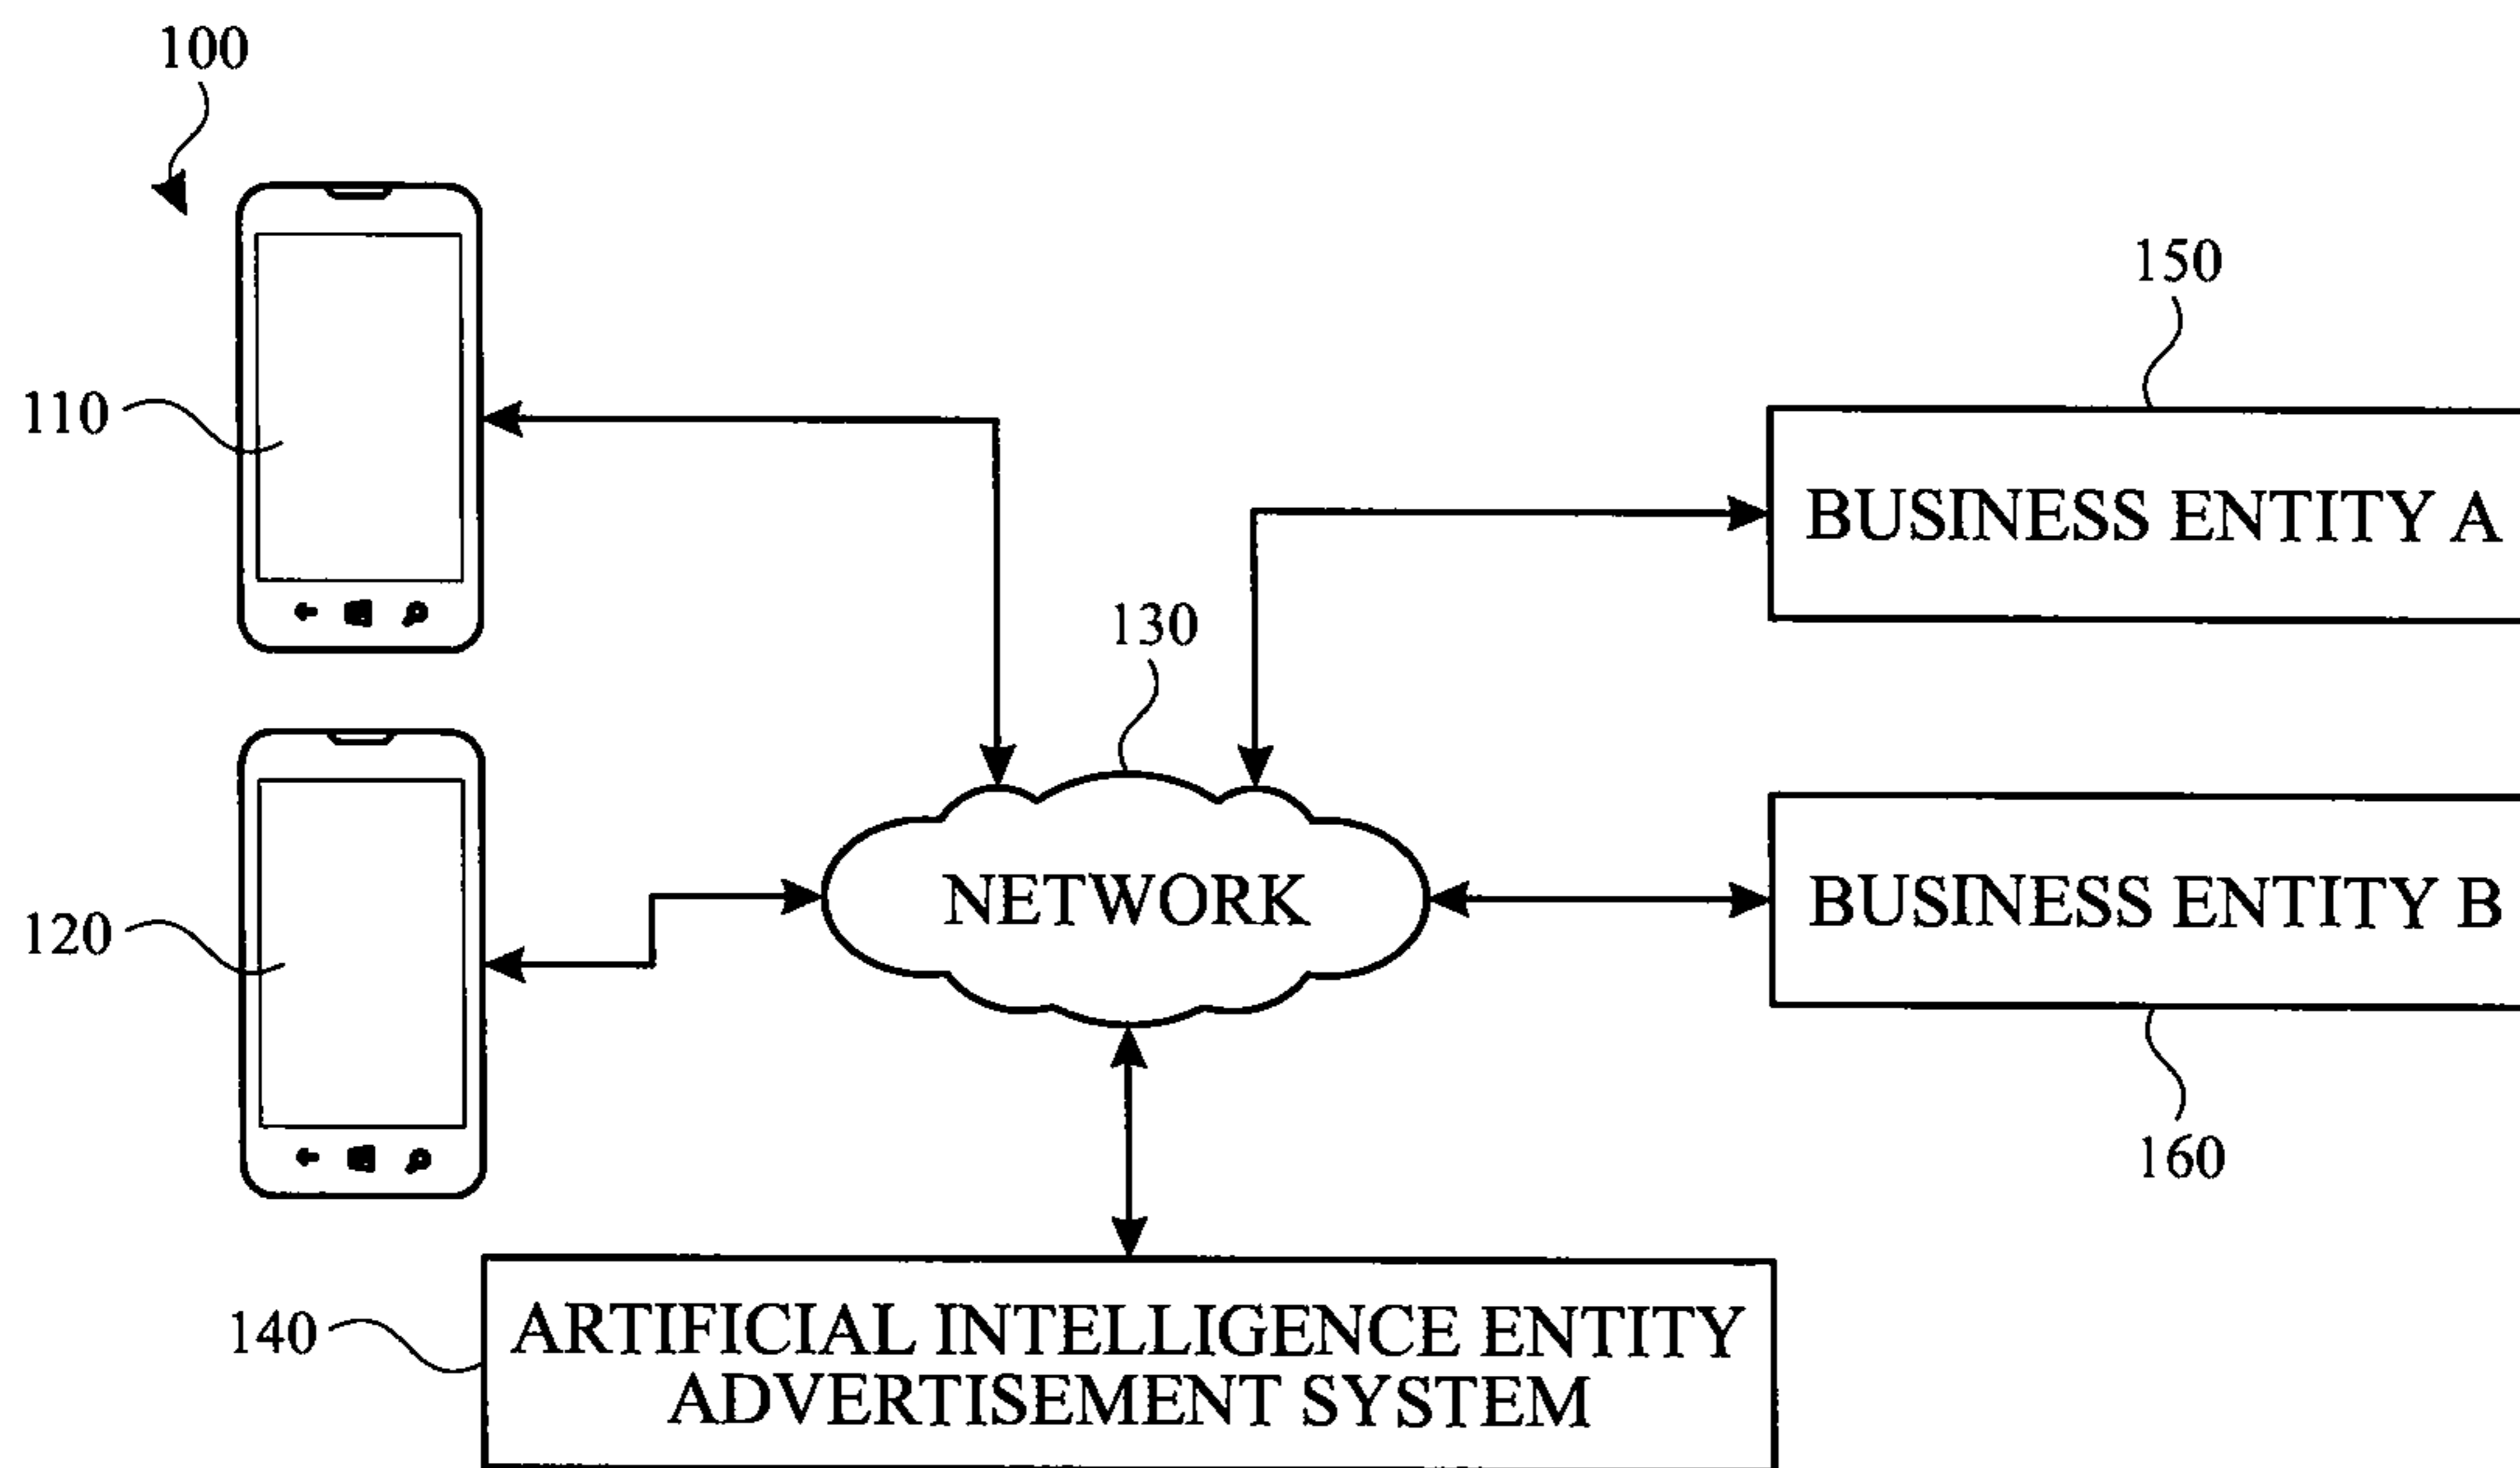 100
150
110
BUSINESS ENTITY A
130
NETWORK
BUSINESS ENTITY B
120
160
140
ARTIFICIAL INTELLIGENCE ENTITY
ADVERTISEMENT SYSTEM